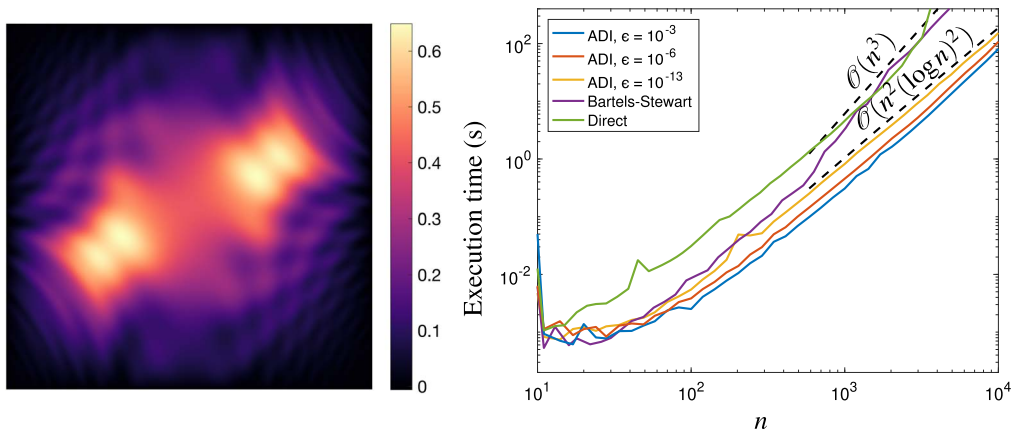 0.6
0.5
0.4
0.3
0.2
0.1
0
Execution time (s)
10²
10⁰
10⁻²
ADI, ϵ = 10⁻³
ADI, ϵ = 10⁻⁶
ADI, ϵ = 10⁻¹³
Bartels-Stewart
Direct
𝒪(n³)
𝒪(n²(log n)²)
10¹
10²
10³
10⁴
n